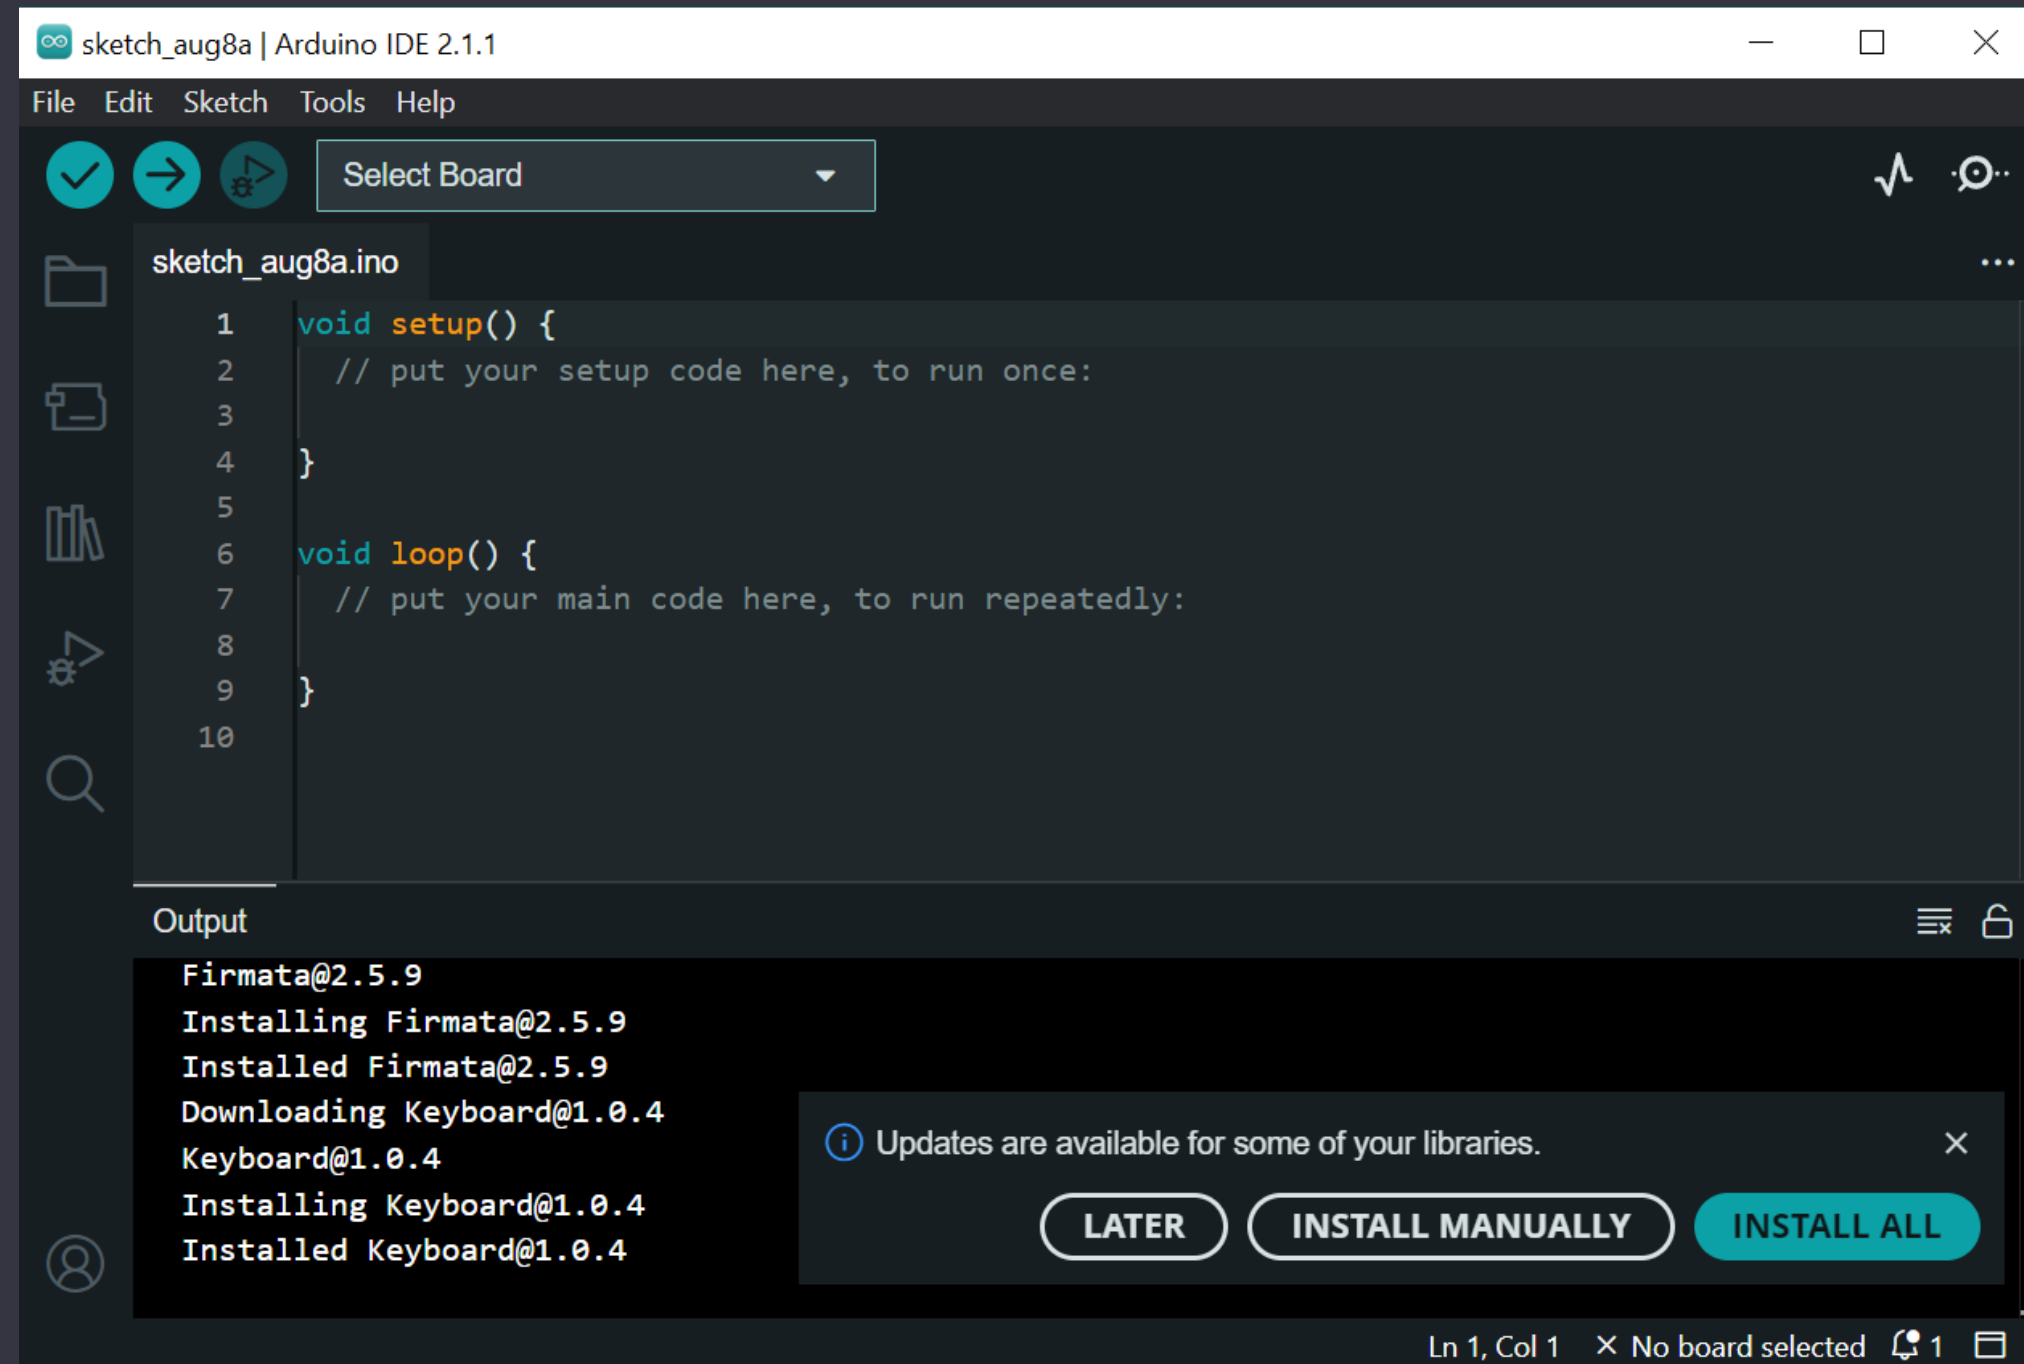 sketch_aug8a | Arduino IDE 2.1.1
File Edit Sketch Tools Help
Select Board
sketch_aug8a.ino
1 void setup() {
2 // put your setup code here, to run once:
3
4 }
5
6 void loop() {
7 // put your main code here, to run repeatedly:
8
9 }
10
Output
Firmata@2.5.9
Installing Firmata@2.5.9
Installed Firmata@2.5.9
Downloading Keyboard@1.0.4
Keyboard@1.0.4
Installing Keyboard@1.0.4
Installed Keyboard@1.0.4
Updates are available for some of your libraries.
LATER INSTALL MANUALLY INSTALL ALL
Ln 1, Col 1 × No board selected 1